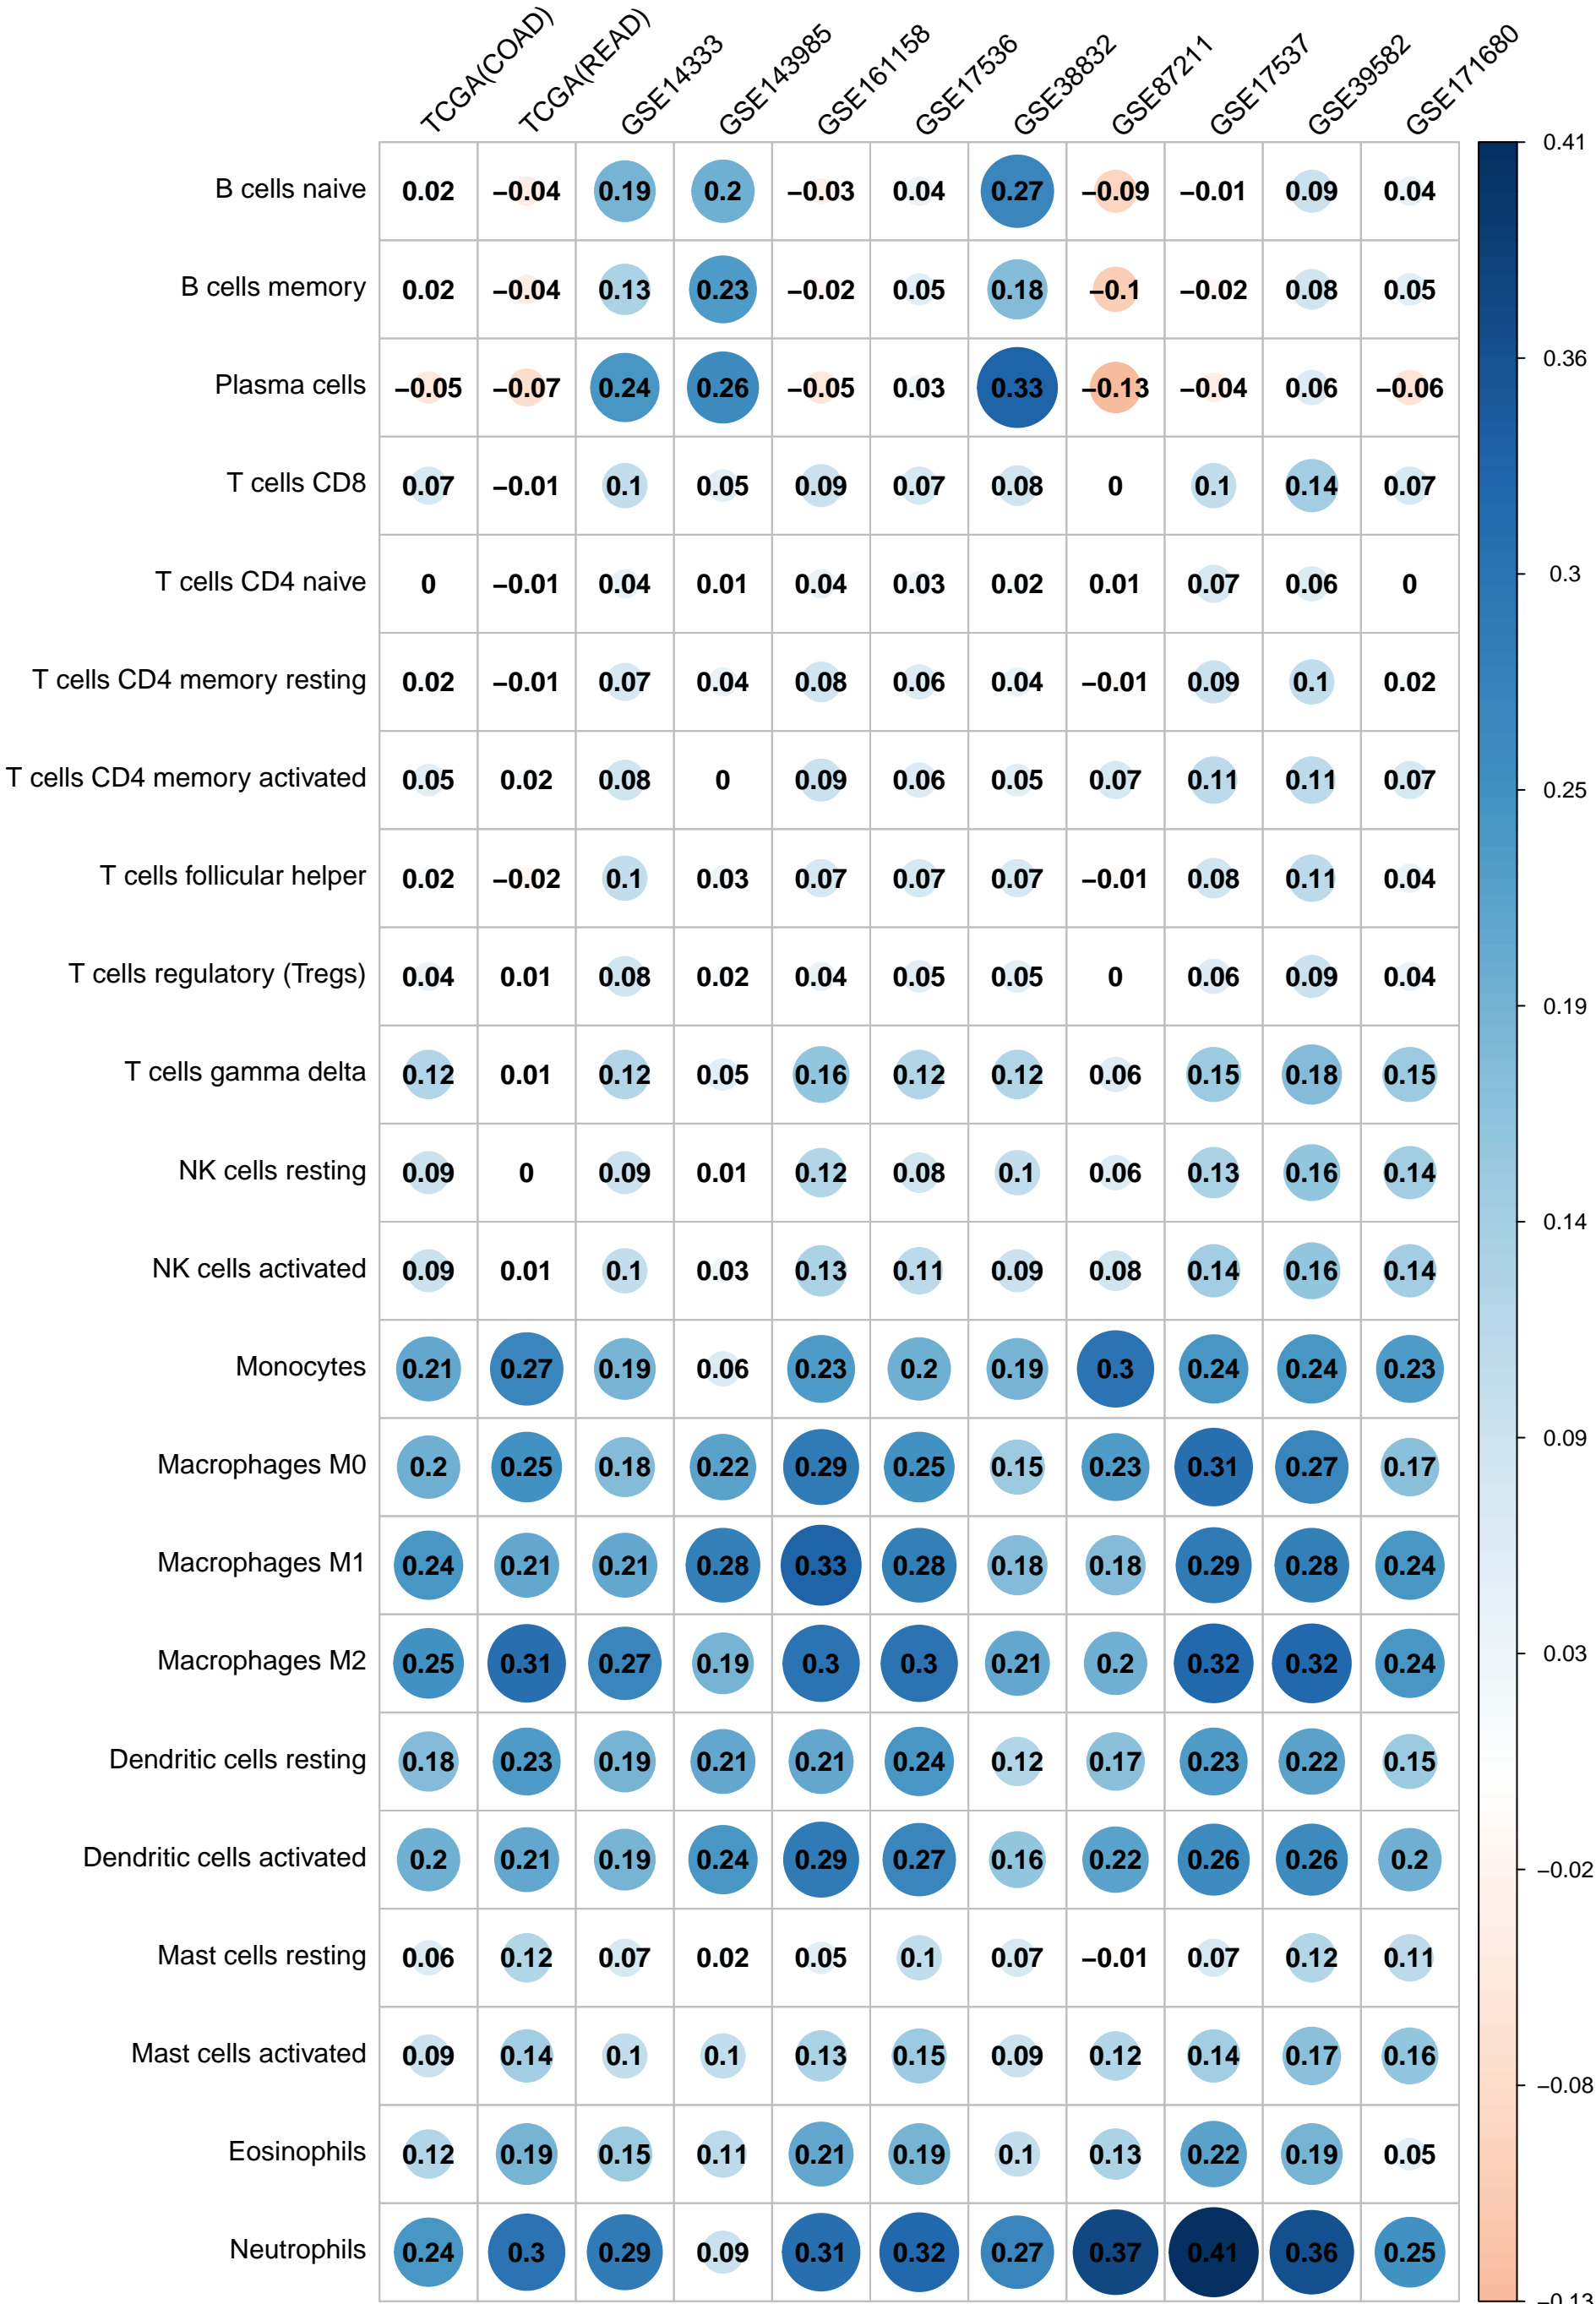 TCGA(COAD) TCGA(READ) GSE14333 GSE143985 GSE161158 GSE17536 GSE38832 GSE87211 GSE17537 GSE39582 GSE171680
B cells naive 0.02 −0.04 0.19 0.2 −0.03 0.04 0.27 −0.09 −0.01 0.09 0.04
B cells memory 0.02 −0.04 0.13 0.23 −0.02 0.05 0.18 −0.1 −0.02 0.08 0.05
Plasma cells −0.05 −0.07 0.24 0.26 −0.05 0.03 0.33 −0.13 −0.04 0.06 −0.06
T cells CD8 0.07 −0.01 0.1 0.05 0.09 0.07 0.08 0 0.1 0.14 0.07
T cells CD4 naive 0 −0.01 0.04 0.01 0.04 0.03 0.02 0.01 0.07 0.06 0
T cells CD4 memory resting 0.02 −0.01 0.07 0.04 0.08 0.06 0.04 −0.01 0.09 0.1 0.02
T cells CD4 memory activated 0.05 0.02 0.08 0 0.09 0.06 0.05 0.07 0.11 0.11 0.07
T cells follicular helper 0.02 −0.02 0.1 0.03 0.07 0.07 0.07 −0.01 0.08 0.11 0.04
T cells regulatory (Tregs) 0.04 0.01 0.08 0.02 0.04 0.05 0.05 0 0.06 0.09 0.04
T cells gamma delta 0.12 0.01 0.12 0.05 0.16 0.12 0.12 0.06 0.15 0.18 0.15
NK cells resting 0.09 0 0.09 0.01 0.12 0.08 0.1 0.06 0.13 0.16 0.14
NK cells activated 0.09 0.01 0.1 0.03 0.13 0.11 0.09 0.08 0.14 0.16 0.14
Monocytes 0.21 0.27 0.19 0.06 0.23 0.2 0.19 0.3 0.24 0.24 0.23
Macrophages M0 0.2 0.25 0.18 0.22 0.29 0.25 0.15 0.23 0.31 0.27 0.17
Macrophages M1 0.24 0.21 0.21 0.28 0.33 0.28 0.18 0.18 0.29 0.28 0.24
Macrophages M2 0.25 0.31 0.27 0.19 0.3 0.3 0.21 0.2 0.32 0.32 0.24
Dendritic cells resting 0.18 0.23 0.19 0.21 0.21 0.24 0.12 0.17 0.23 0.22 0.15
Dendritic cells activated 0.2 0.21 0.19 0.24 0.29 0.27 0.16 0.22 0.26 0.26 0.2
Mast cells resting 0.06 0.12 0.07 0.02 0.05 0.1 0.07 −0.01 0.07 0.12 0.11
Mast cells activated 0.09 0.14 0.1 0.1 0.13 0.15 0.09 0.12 0.14 0.17 0.16
Eosinophils 0.12 0.19 0.15 0.11 0.21 0.19 0.1 0.13 0.22 0.19 0.05
Neutrophils 0.24 0.3 0.29 0.09 0.31 0.32 0.27 0.37 0.41 0.36 0.25
0.41
0.36
0.3
0.25
0.19
0.14
0.09
0.03
−0.02
−0.08
−0.13